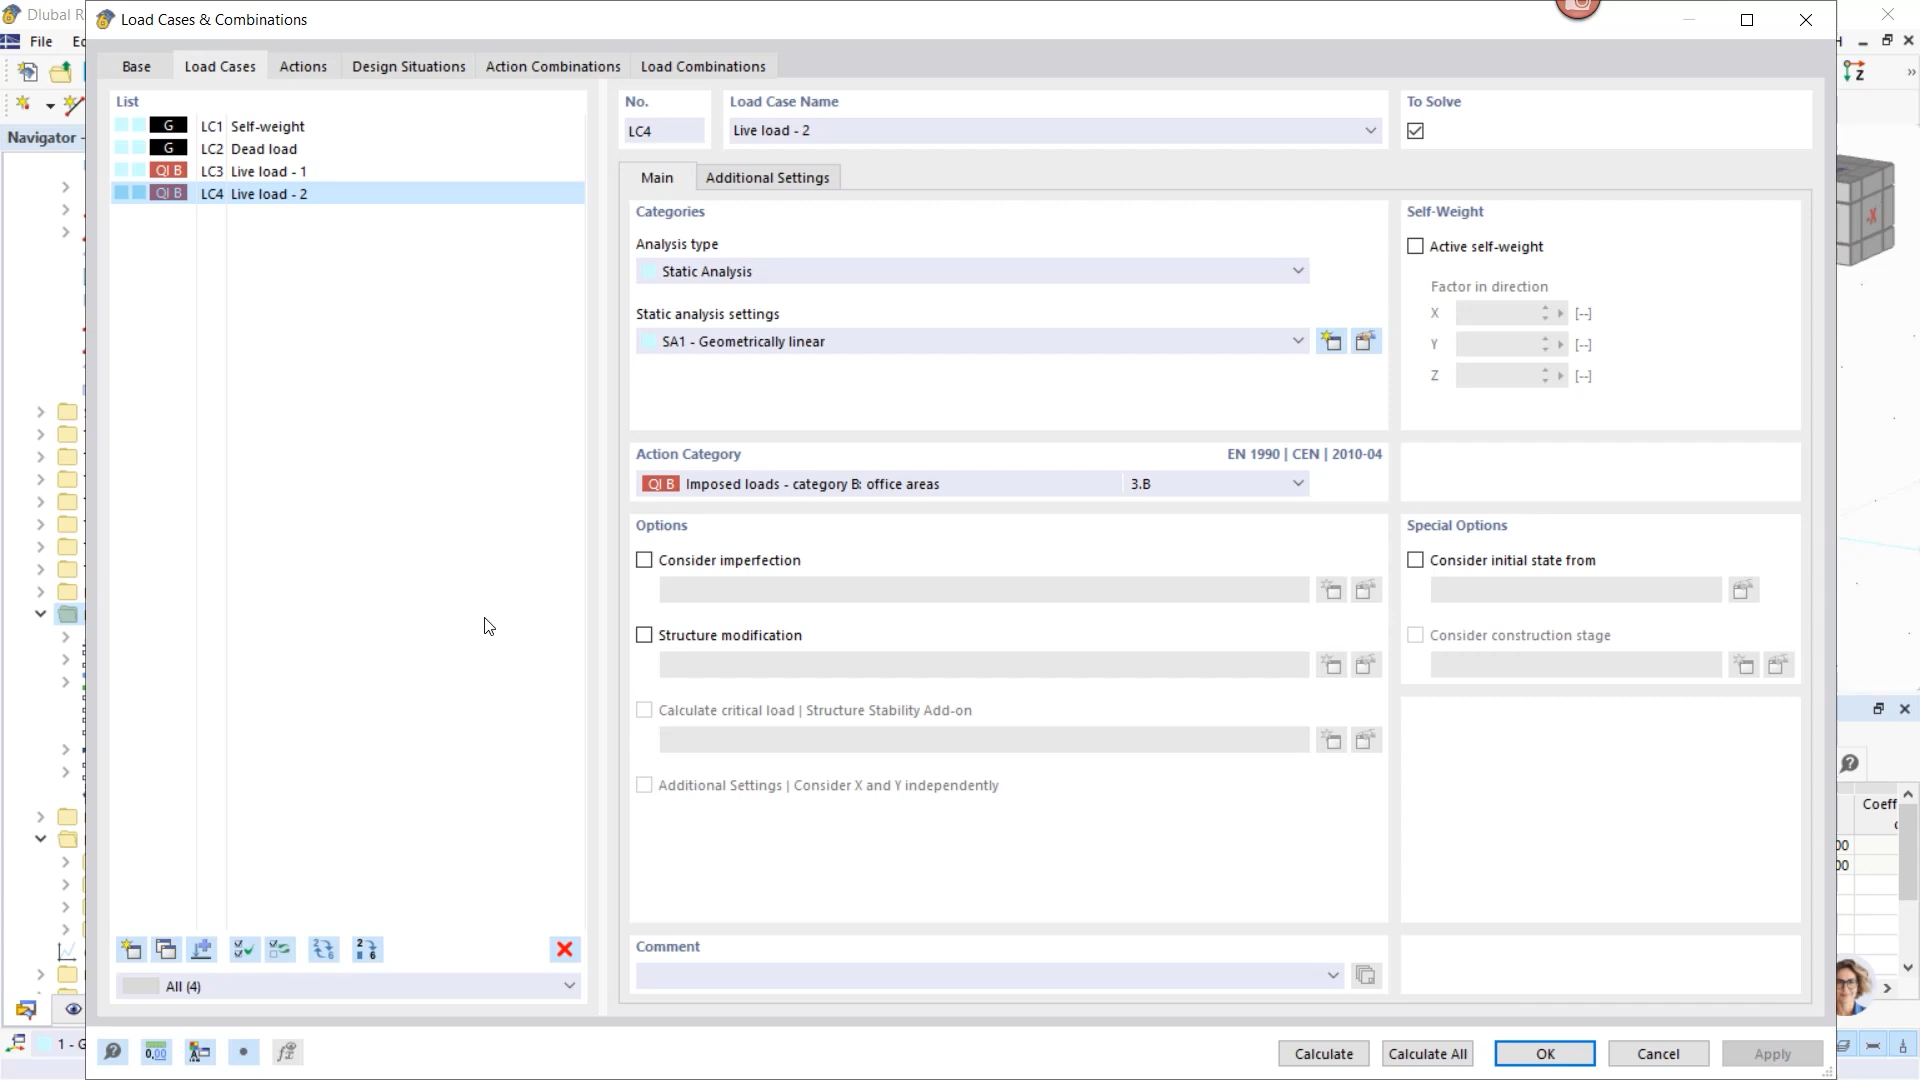 Dlubal R
Load Cases & Combinations
File
Navigator
Base
Load Cases
Actions
Design Situations
Action Combinations
Load Combinations
List
G LC1 Self-weight
G LC2 Dead load
QI B LC3 Live load - 1
QI B LC4 Live load - 2
All (4)
No.
LC4
Load Case Name
Live load - 2
To Solve
Main
Additional Settings
Categories
Analysis type
Static Analysis
Static analysis settings
SA1 - Geometrically linear
Self-Weight
Active self-weight
Factor in direction
X [--]
Y [--]
Z [--]
Action Category EN 1990 | CEN | 2010-04
QI B Imposed loads - category B: office areas 3.B
Options
Consider imperfection
Structure modification
Calculate critical load | Structure Stability Add-on
Additional Settings | Consider X and Y independently
Special Options
Consider initial state from
Consider construction stage
Comment
Calculate
Calculate All
OK
Cancel
Apply
Z
-X
Coeff
00
00
1 - G